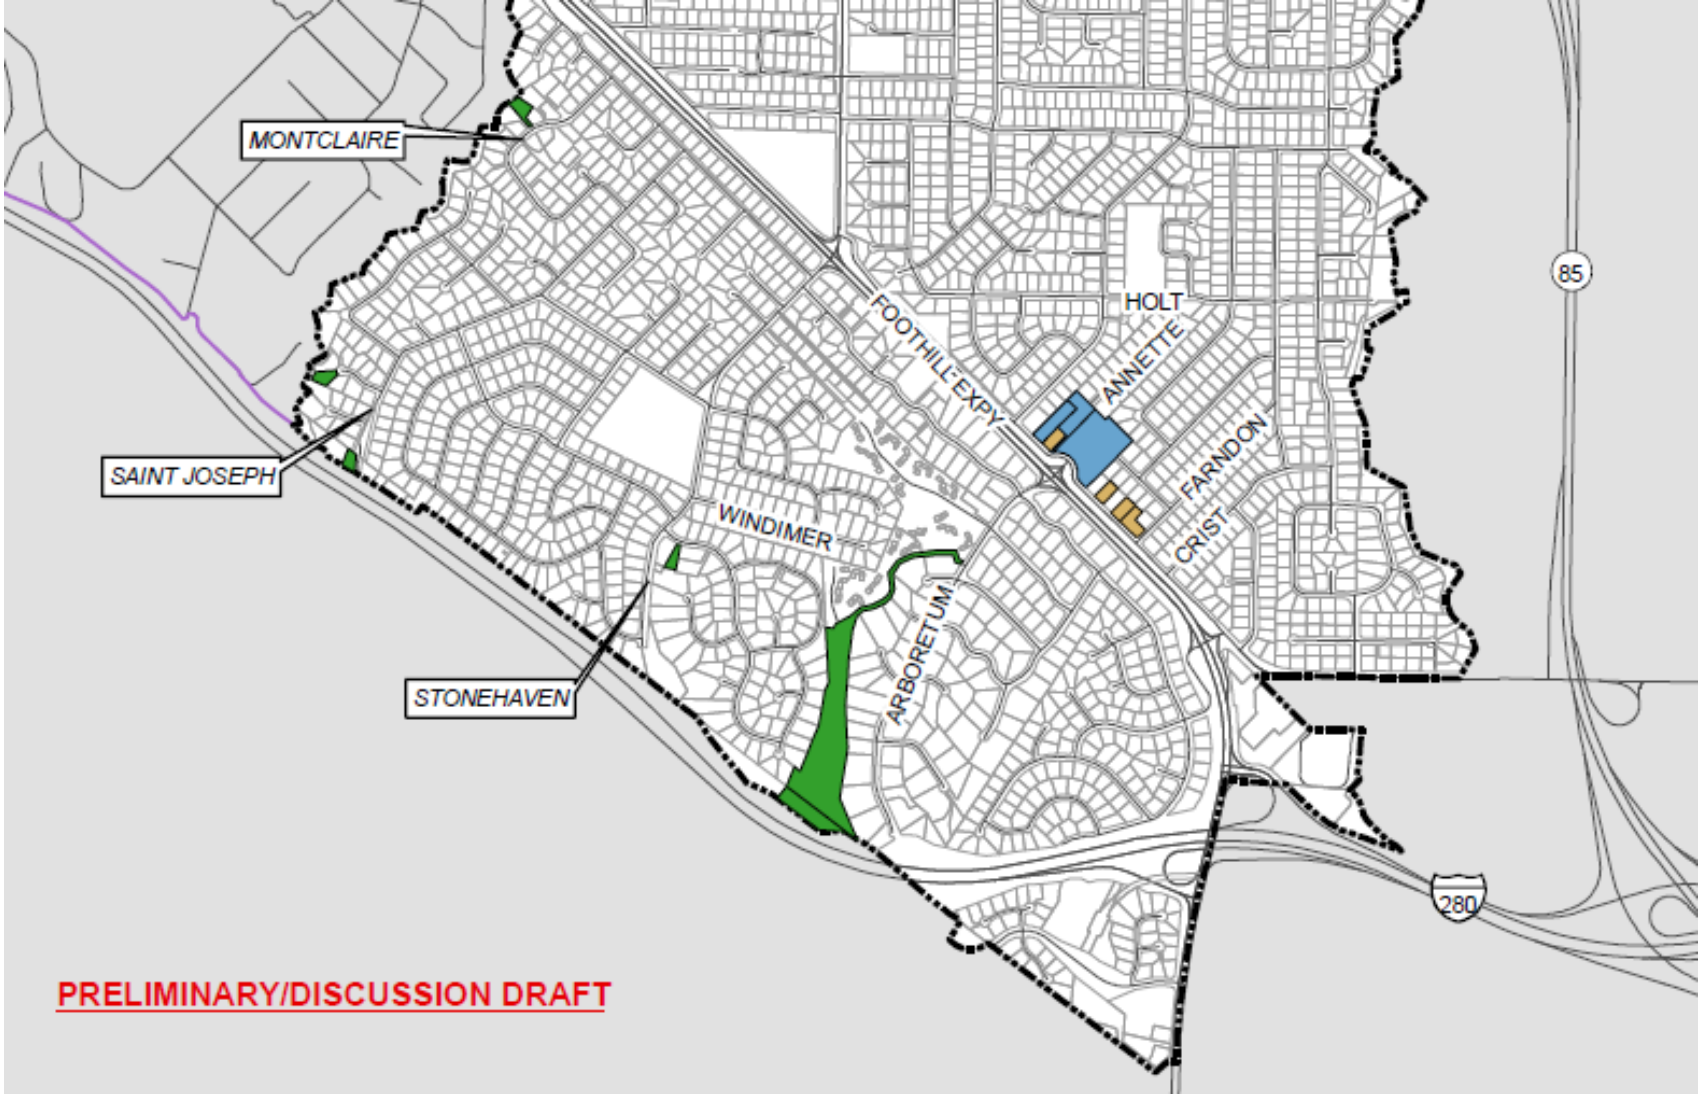 MONTCLAIRE
85
HOLT
ANNETTE
FOOTHILL EXPY
FARNDON
SAINT JOSEPH
CRIST
WINDIMER
ARBORETUM
STONEHAVEN
280
PRELIMINARY/DISCUSSION DRAFT